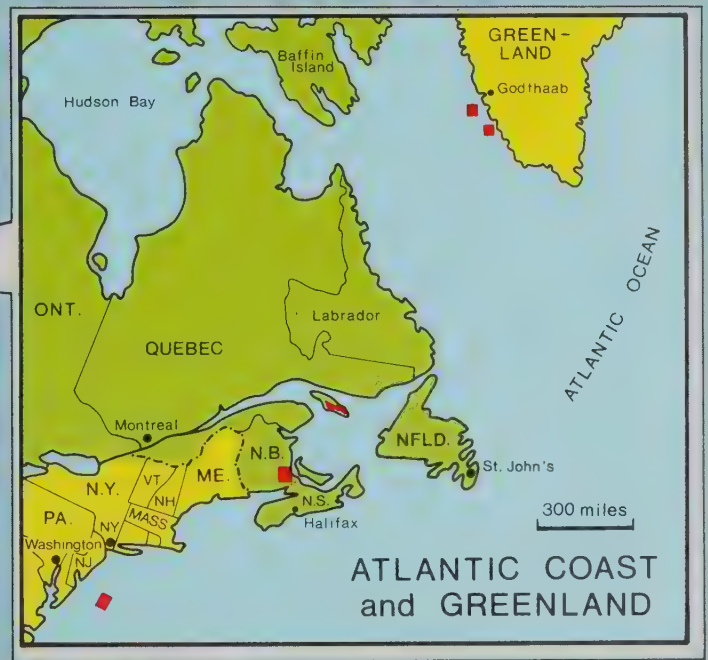 GREEN-
LAND
Godthaab
Baffin
Island
Hudson Bay
ATLANTIC OCEAN
ONT.
QUEBEC
Labrador
Montreal
N.B.
NFLD.
St. John's
N.Y.
VT
NH
ME.
N.S.
Halifax
MASS
PA.
NY
Washington
NJ
300 miles
ATLANTIC COAST
and GREENLAND